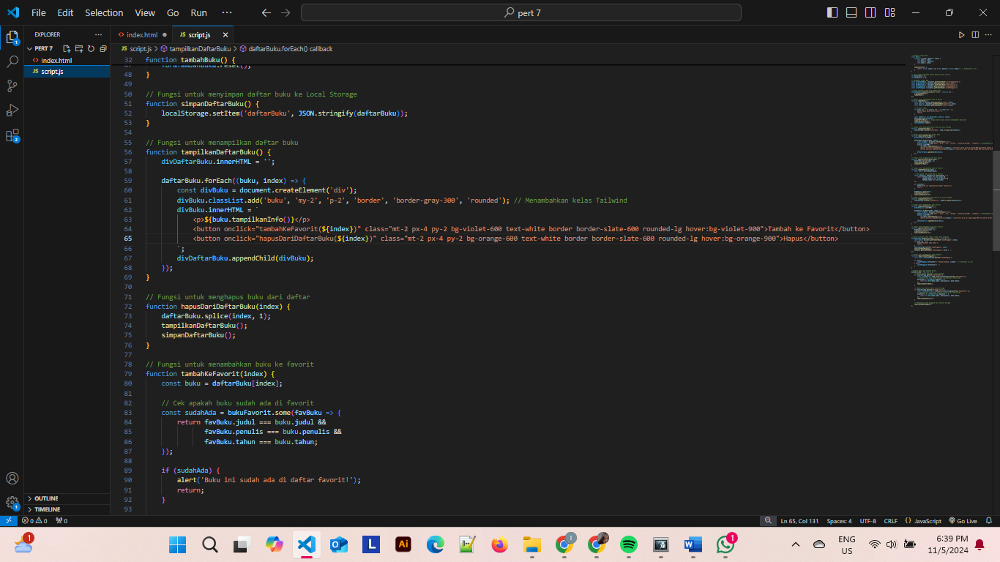 File Edit Selection View Go Run ··· pert 7
EXPLORER ···
PERT 7
index.html
script.js
OUTLINE
TIMELINE
index.html script.js
script.js > tampilkanDaftarBuku > daftarBuku.forEach() callback
32 function tambahBuku() {
47 formTambahBuku.reset();
48 }
49
50 // Fungsi untuk menyimpan daftar buku ke Local Storage
51 function simpanDaftarBuku() {
52 localStorage.setItem('daftarBuku', JSON.stringify(daftarBuku));
53 }
54
55 // Fungsi untuk menampilkan daftar buku
56 function tampilkanDaftarBuku() {
57 divDaftarBuku.innerHTML = '';
58
59 daftarBuku.forEach((buku, index) => {
60 const divBuku = document.createElement('div');
61 divBuku.classList.add('buku', 'my-2', 'p-2', 'border', 'border-gray-300', 'rounded'); // Menambahkan kelas Tailwind
62 divBuku.innerHTML = `
63 <p>${buku.tampilkanInfo()}</p>
64 <button onclick="tambahKeFavorit(${index})" class="mt-2 px-4 py-2 bg-violet-600 text-white border border-slate-600 rounded-lg hover:bg-violet-900">Tambah ke Favorit</button>
65 <button onclick="hapusDariDaftarBuku(${index})" class="mt-2 px-4 py-2 bg-orange-600 text-white border border-slate-600 rounded-lg hover:bg-orange-900">Hapus</button>
66 `;
67 divDaftarBuku.appendChild(divBuku);
68 });
69 }
70
71 // Fungsi untuk menghapus buku dari daftar
72 function hapusDariDaftarBuku(index) {
73 daftarBuku.splice(index, 1);
74 tampilkanDaftarBuku();
75 simpanDaftarBuku();
76 }
77
78 // Fungsi untuk menambahkan buku ke favorit
79 function tambahKeFavorit(index) {
80 const buku = daftarBuku[index];
81
82 // Cek apakah buku sudah ada di favorit
83 const sudahAda = bukuFavorit.some(favBuku => {
84 return favBuku.judul === buku.judul &&
85 favBuku.penulis === buku.penulis &&
86 favBuku.tahun === buku.tahun;
87 });
88
89 if (sudahAda) {
90 alert('Buku ini sudah ada di daftar favorit!');
91 return;
92 }
93
0 0 0 Ln 65, Col 131 Spaces: 4 UTF-8 CRLF {} JavaScript Go Live
1 L Ai 1 ENG US 6:39 PM 11/5/2024